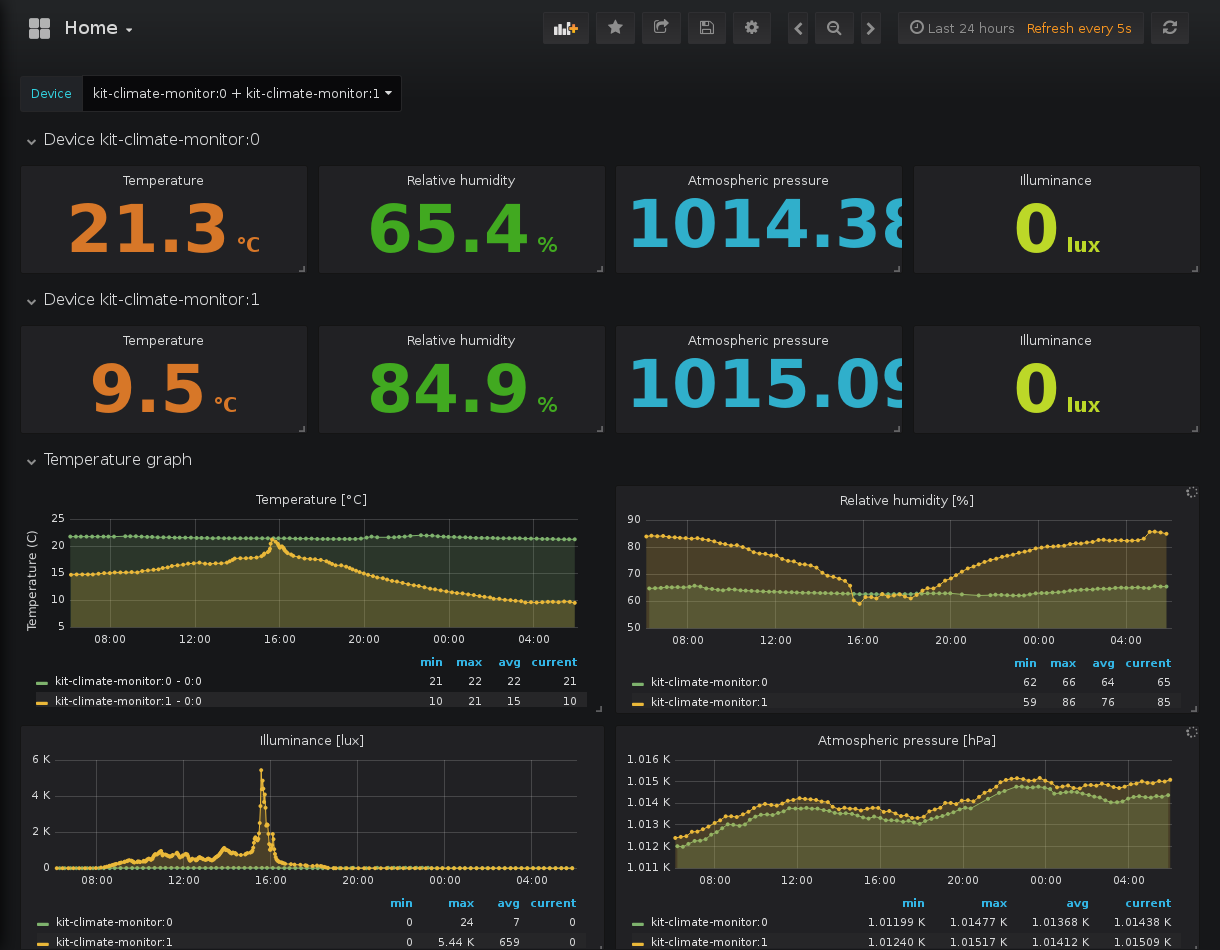 Home
Last 24 hours Refresh every 5s
Device kit-climate-monitor:0 + kit-climate-monitor:1
Device kit-climate-monitor:0
Temperature Relative humidity Atmospheric pressure Illuminance
21.3 °C 65.4 % 1014.38 0 lux
Device kit-climate-monitor:1
Temperature Relative humidity Atmospheric pressure Illuminance
9.5 °C 84.9 % 1015.09 0 lux
Temperature graph
Temperature [°C]
Temperature (C)
25
20
15
10
5
08:00 12:00 16:00 20:00 00:00 04:00
min max avg current
kit-climate-monitor:0 - 0:0 21 22 22 21
kit-climate-monitor:1 - 0:0 10 21 15 10
Relative humidity [%]
90
80
70
60
50
08:00 12:00 16:00 20:00 00:00 04:00
min max avg current
kit-climate-monitor:0 62 66 64 65
kit-climate-monitor:1 59 86 76 85
Illuminance [lux]
6 K
4 K
2 K
0
08:00 12:00 16:00 20:00 00:00 04:00
min max avg current
kit-climate-monitor:0 0 24 7 0
kit-climate-monitor:1 0 5.44 K 659 0
Atmospheric pressure [hPa]
1.016 K
1.015 K
1.014 K
1.013 K
1.012 K
1.011 K
08:00 12:00 16:00 20:00 00:00 04:00
min max avg current
kit-climate-monitor:0 1.01199 K 1.01477 K 1.01368 K 1.01438 K
kit-climate-monitor:1 1.01240 K 1.01517 K 1.01412 K 1.01509 K